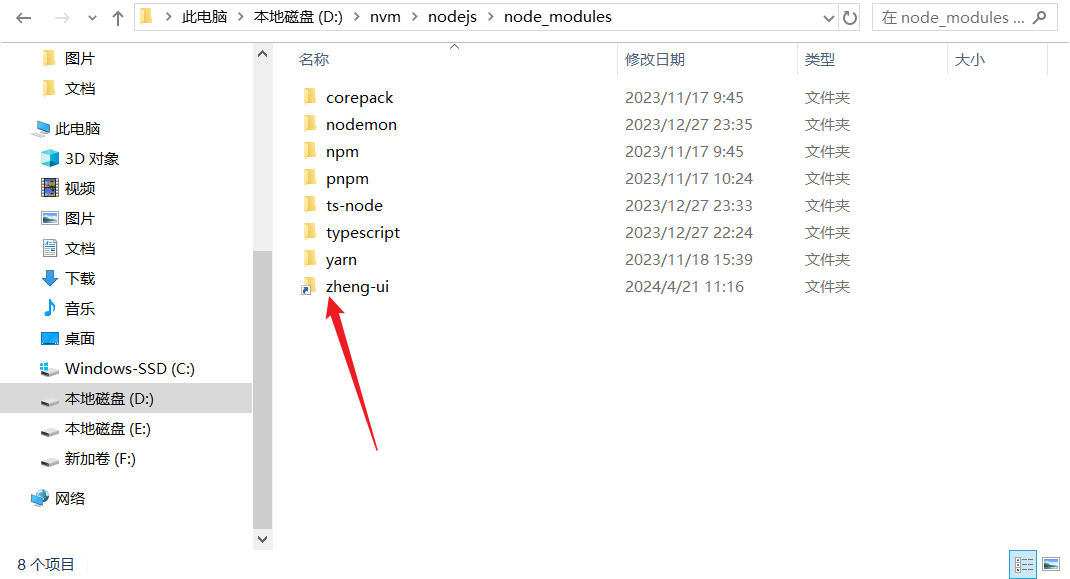 此电脑 本地磁盘 (D:) nvm nodejs node_modules 在 node_modules ...
图片
文档
此电脑
3D 对象
视频
图片
文档
下载
音乐
桌面
Windows-SSD (C:)
本地磁盘 (D:)
本地磁盘 (E:)
新加卷 (F:)
网络
名称 修改日期 类型 大小
corepack 2023/11/17 9:45 文件夹
nodemon 2023/12/27 23:35 文件夹
npm 2023/11/17 9:45 文件夹
pnpm 2023/11/17 10:24 文件夹
ts-node 2023/12/27 23:33 文件夹
typescript 2023/12/27 22:24 文件夹
yarn 2023/11/18 15:39 文件夹
zheng-ui 2024/4/21 11:16 文件夹
8 个项目